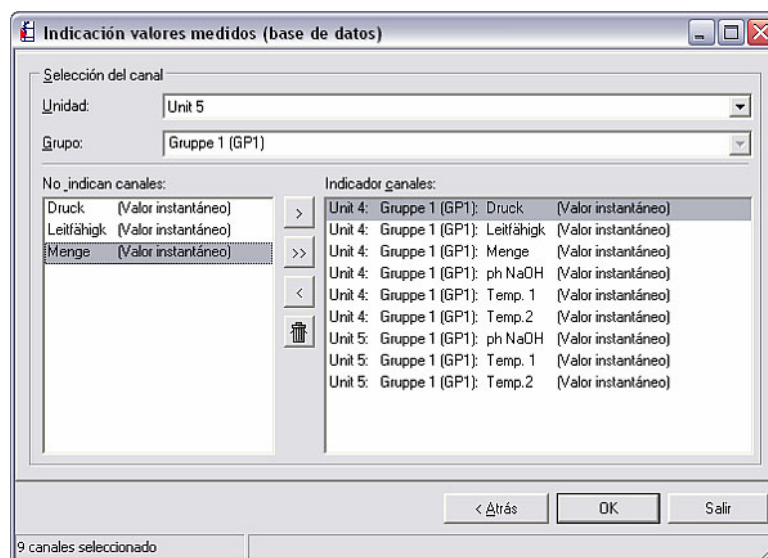 Indicación valores medidos (base de datos)
Selección del canal
Unidad: Unit 5
Grupo: Gruppe 1 (GP1)
No_indican canales:
Druck (Valor instantáneo)
Leitfähigk (Valor instantáneo)
Menge (Valor instantáneo)
>
>>
<
Indicador canales:
Unit 4: Gruppe 1 (GP1): Druck (Valor instantáneo)
Unit 4: Gruppe 1 (GP1): Leitfähigk (Valor instantáneo)
Unit 4: Gruppe 1 (GP1): Menge (Valor instantáneo)
Unit 4: Gruppe 1 (GP1): ph NaOH (Valor instantáneo)
Unit 4: Gruppe 1 (GP1): Temp. 1 (Valor instantáneo)
Unit 4: Gruppe 1 (GP1): Temp.2 (Valor instantáneo)
Unit 5: Gruppe 1 (GP1): ph NaOH (Valor instantáneo)
Unit 5: Gruppe 1 (GP1): Temp. 1 (Valor instantáneo)
Unit 5: Gruppe 1 (GP1): Temp.2 (Valor instantáneo)
< Atrás OK Salir
9 canales seleccionado